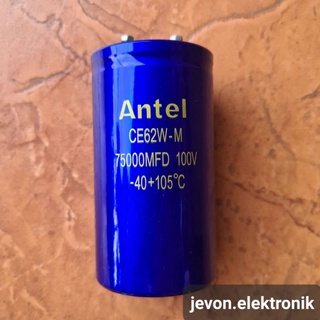 Antel
CE62W-M
75000MFD 100V
-40+105°C
jevon.elektronik